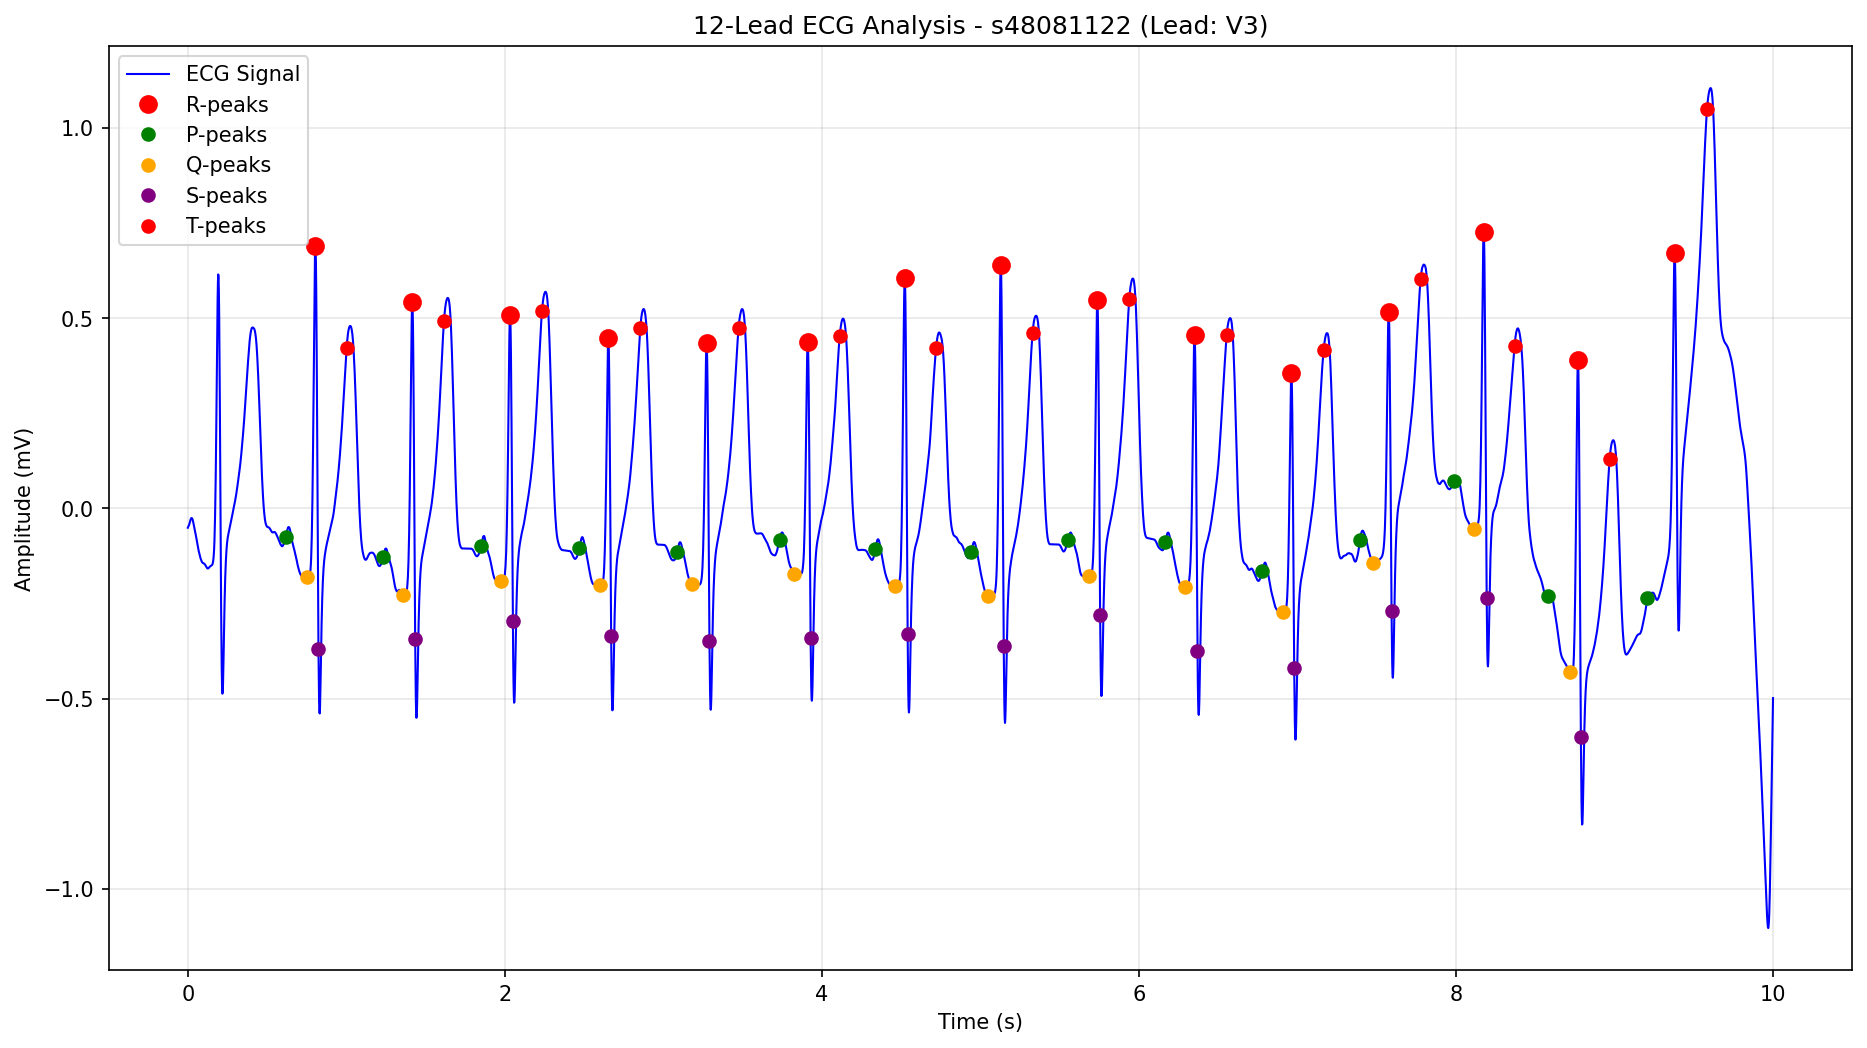 12-Lead ECG Analysis - s48081122 (Lead: V3)
ECG Signal
R-peaks
P-peaks
Q-peaks
S-peaks
T-peaks
1.0
0.5
0.0
−0.5
−1.0
Amplitude (mV)
0 2 4 6 8 10
Time (s)